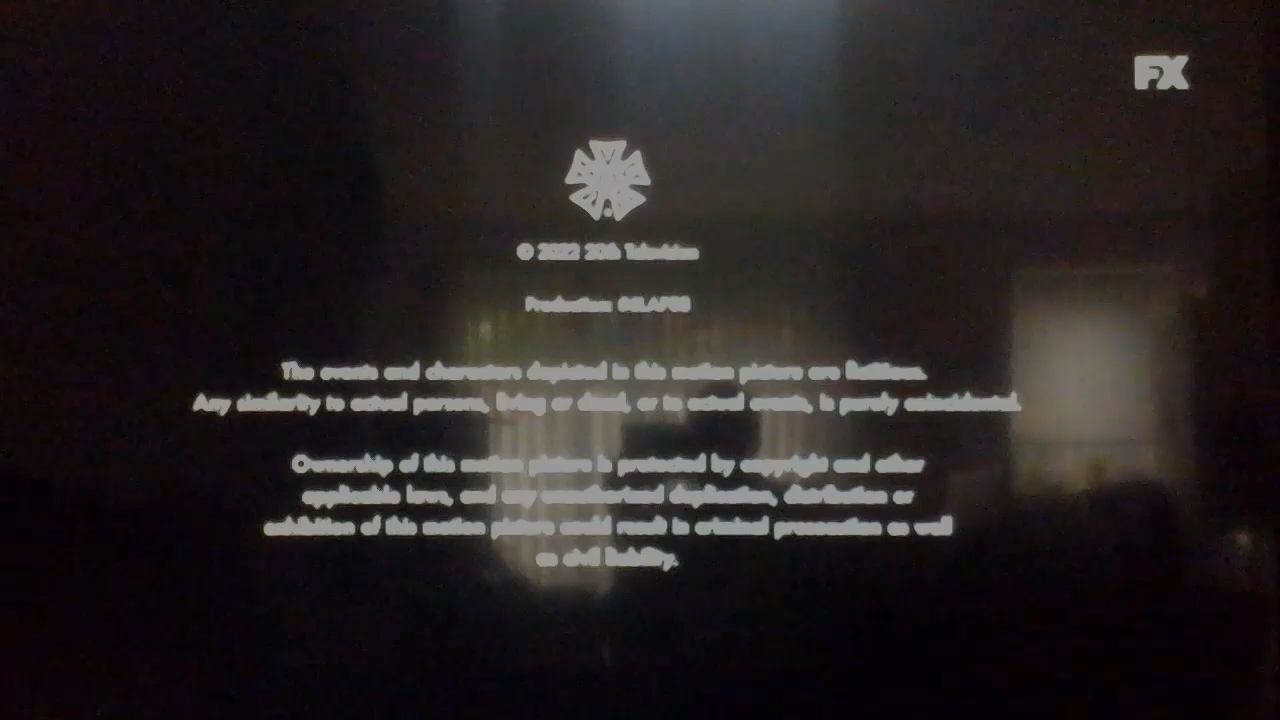 FX
© 2022 20th Television
Production:
The events and characters depicted in this motion picture are fictitious.
Any similarity to actual persons, living or dead, or to actual events, is purely coincidental.
Ownership of this motion picture is protected by copyright and other
applicable laws, and any unauthorized duplication, distribution or
exhibition of this motion picture could result in criminal prosecution as well
as civil liability.